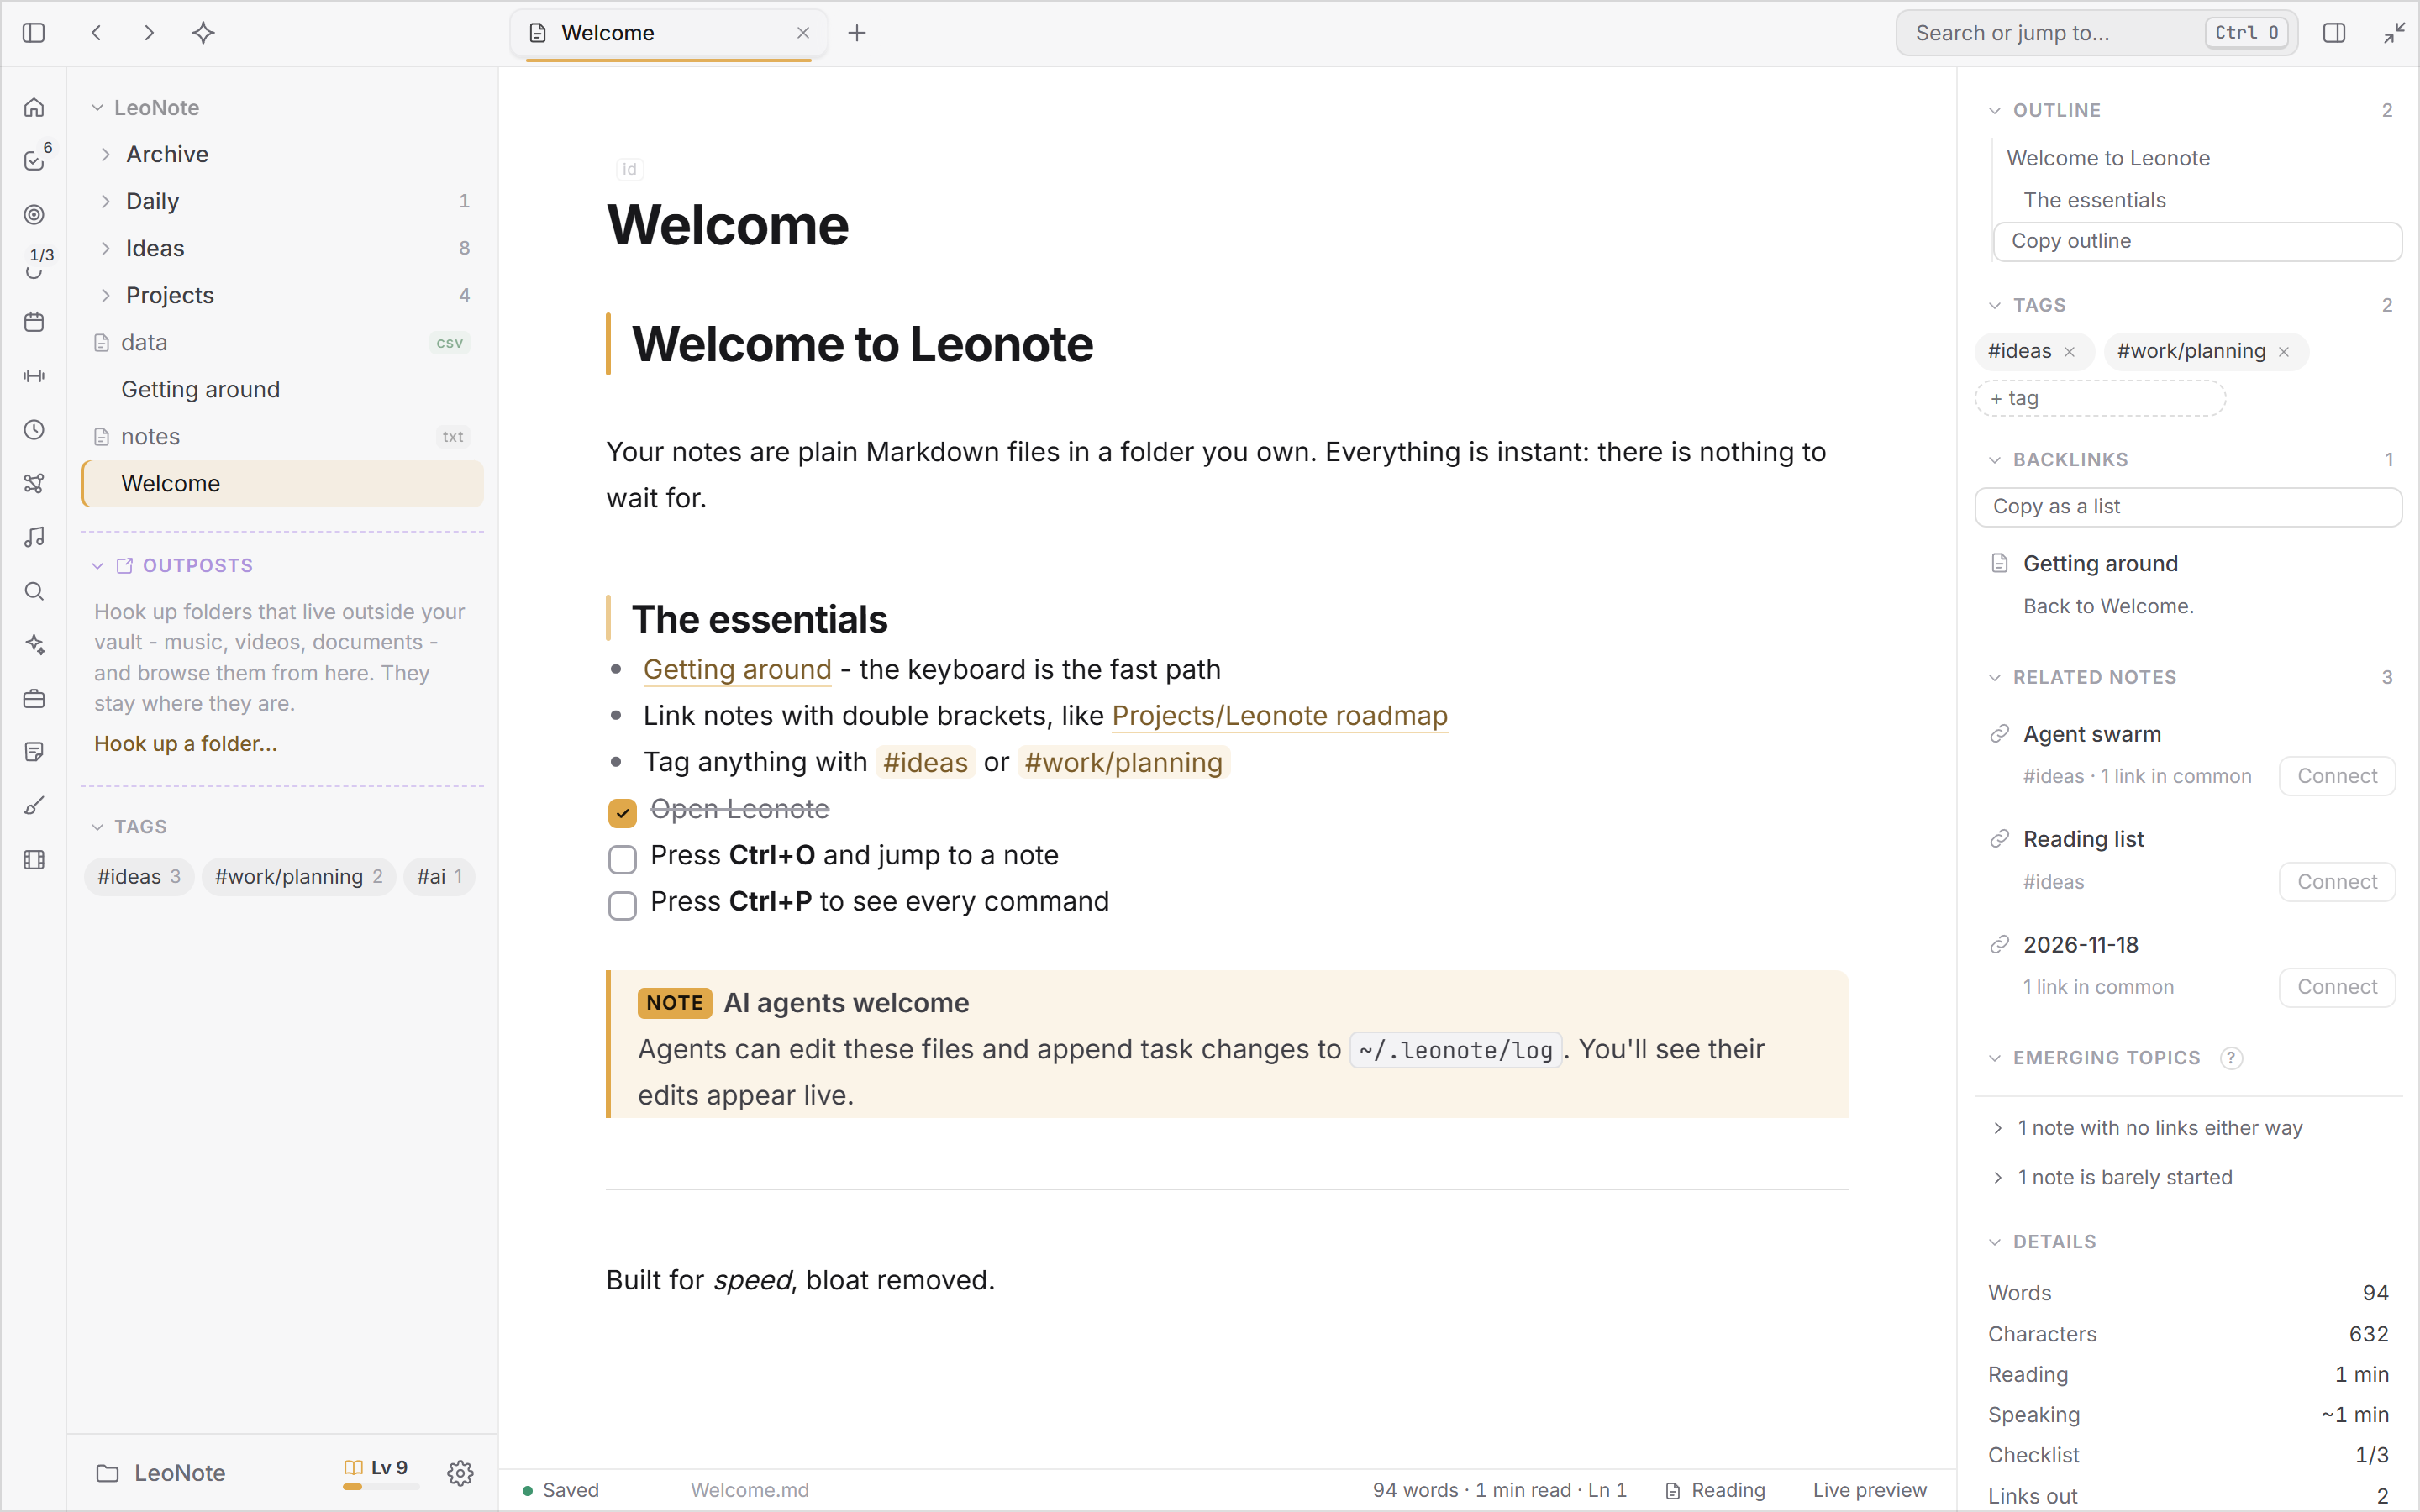 Welcome
Search or jump to...
Ctrl O
6
1/3
LeoNote
Archive
Daily 1
Ideas 8
Projects 4
data csv
Getting around
notes txt
Welcome
OUTPOSTS
Hook up folders that live outside your
vault - music, videos, documents -
and browse them from here. They
stay where they are.
Hook up a folder...
TAGS
#ideas 3 #work/planning 2 #ai 1
LeoNote
Lv 9
id
Welcome
Welcome to Leonote
Your notes are plain Markdown files in a folder you own. Everything is instant: there is nothing to
wait for.
The essentials
Getting around - the keyboard is the fast path
Link notes with double brackets, like Projects/Leonote roadmap
Tag anything with #ideas or #work/planning
Open Leonote
Press Ctrl+O and jump to a note
Press Ctrl+P to see every command
NOTE AI agents welcome
Agents can edit these files and append task changes to ~/.leonote/log. You'll see their
edits appear live.
Built for speed, bloat removed.
Saved
Welcome.md
94 words · 1 min read · Ln 1
Reading
Live preview
OUTLINE 2
Welcome to Leonote
The essentials
Copy outline
TAGS 2
#ideas #work/planning
+ tag
BACKLINKS 1
Copy as a list
Getting around
Back to Welcome.
RELATED NOTES 3
Agent swarm
#ideas · 1 link in common Connect
Reading list
#ideas Connect
2026-11-18
1 link in common Connect
EMERGING TOPICS ?
1 note with no links either way
1 note is barely started
DETAILS
Words 94
Characters 632
Reading 1 min
Speaking ~1 min
Checklist 1/3
Links out 2